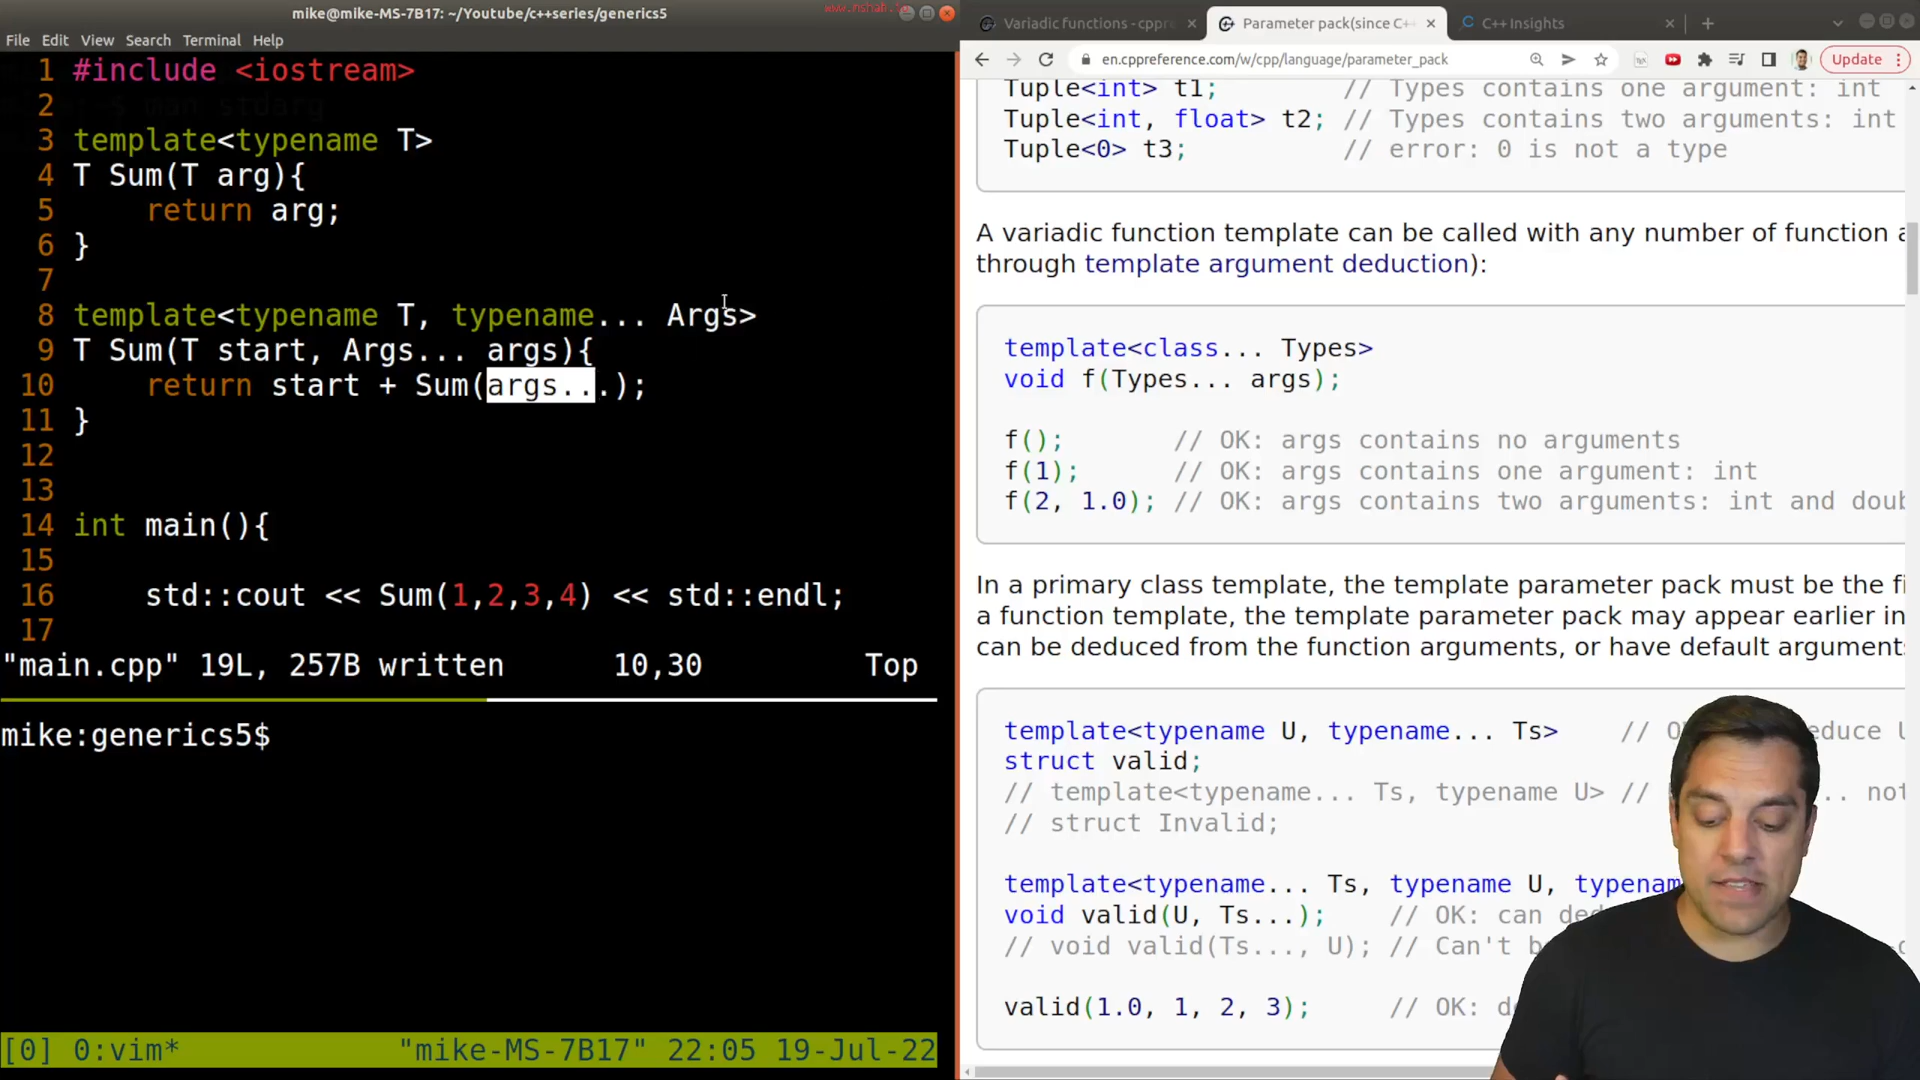 mike@mike-MS-7B17: ~/Youtube/c++series/generics5
File Edit View Search Terminal Help
1 #include <iostream>
2
3 template<typename T>
4 T Sum(T arg){
5 return arg;
6 }
7
8 template<typename T, typename... Args>
9 T Sum(T start, Args... args){
10 return start + Sum(args...);
11 }
12
13
14 int main(){
15
16 std::cout << Sum(1,2,3,4) << std::endl;
17
"main.cpp" 19L, 257B written 10,30 Top
mike:generics5$
[0] 0:vim* "mike-MS-7B17" 22:05 19-Jul-22
Variadic functions - cppre
Parameter pack(since C+
C++ Insights
en.cppreference.com/w/cpp/language/parameter_pack
Update
Tuple<int> t1; // Types contains one argument: int
Tuple<int, float> t2; // Types contains two arguments: int
Tuple<0> t3; // error: 0 is not a type
A variadic function template can be called with any number of function a
through template argument deduction):
template<class... Types>
void f(Types... args);
f(); // OK: args contains no arguments
f(1); // OK: args contains one argument: int
f(2, 1.0); // OK: args contains two arguments: int and doub
In a primary class template, the template parameter pack must be the fi
a function template, the template parameter pack may appear earlier in
can be deduced from the function arguments, or have default arguments
template<typename U, typename... Ts> // O educe U
struct valid;
// template<typename... Ts, typename U> // .. not
// struct Invalid;
template<typename... Ts, typename U, typenam
void valid(U, Ts...); // OK: can ded
// void valid(Ts..., U); // Can't b
valid(1.0, 1, 2, 3); // OK: d